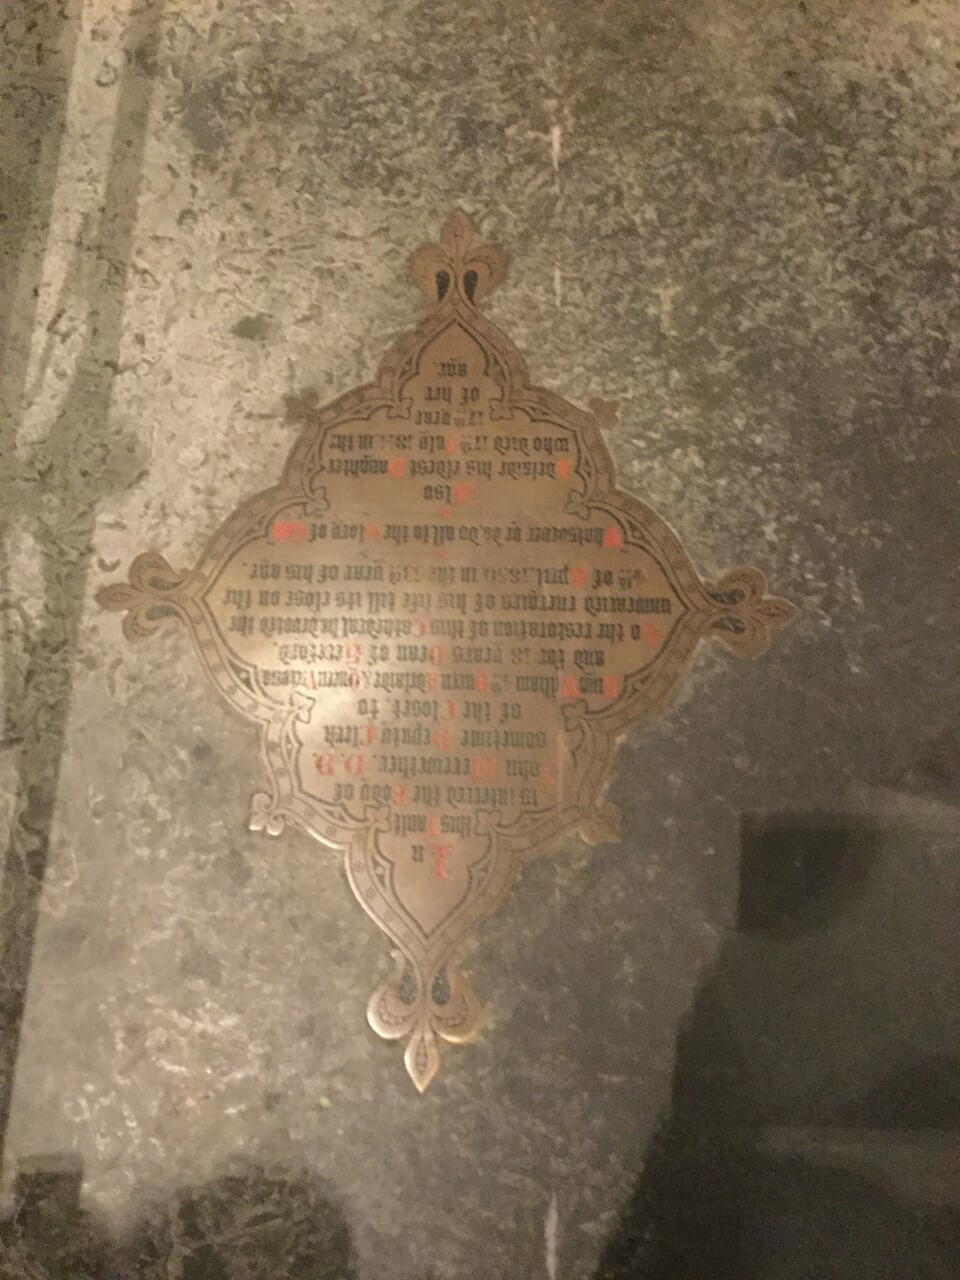 In
this Vault
is interred the Body of
John Merewether, D.D.
sometime Deputy Clerk
of the Closet, to
King William 4th Queen Adelaide, & Queen Victoria
and for 18 years Dean of Hereford.
To the restoration of this Cathedral he devoted the
unwearied energies of his life till its close on the
4th of April, 1850, in the 53rd year of his age.
Whatsoever ye do, do all to the Glory of God
Also
Adelaide his eldest Daughter
who died 17th July in the
17th year
of her
age.